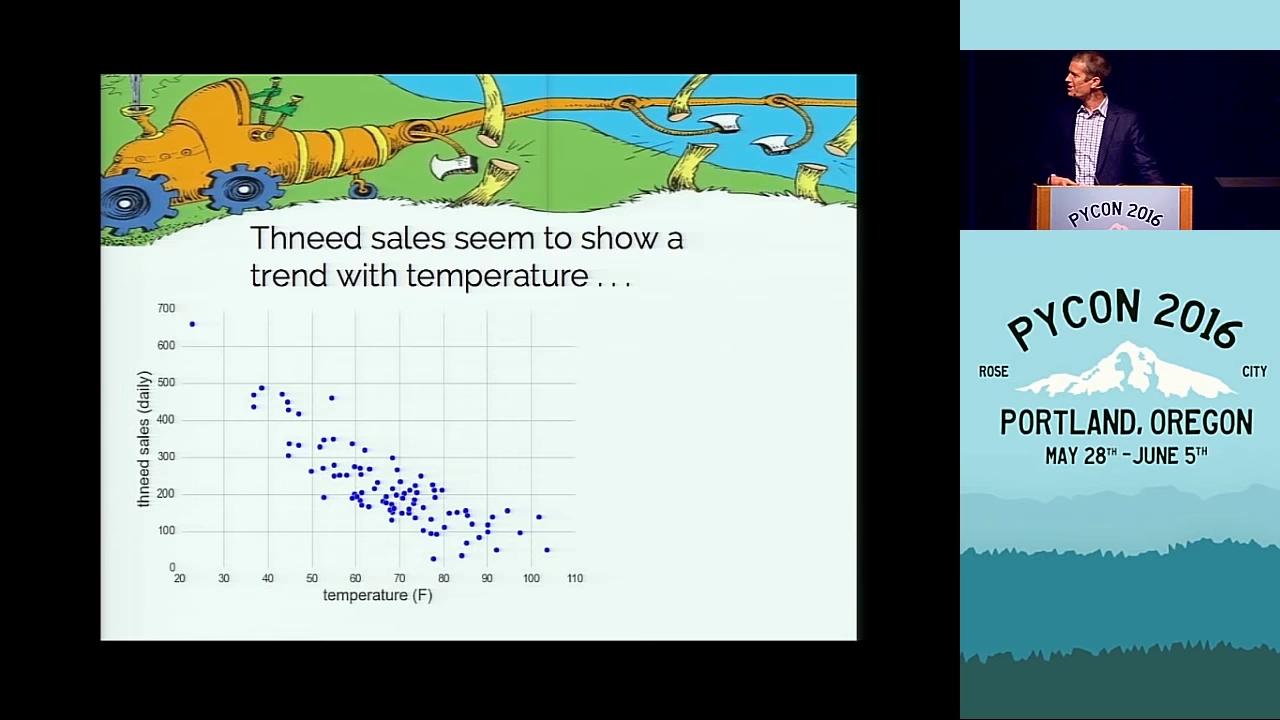 Thneed sales seem to show a
trend with temperature . . .
700
600
500
400
300
200
100
0
thneed sales (daily)
20 30 40 50 60 70 80 90 100 110
temperature (F)
PYCON 2016
PYCON 2016
ROSE CITY
PORTLAND, OREGON
MAY 28TH - JUNE 5TH